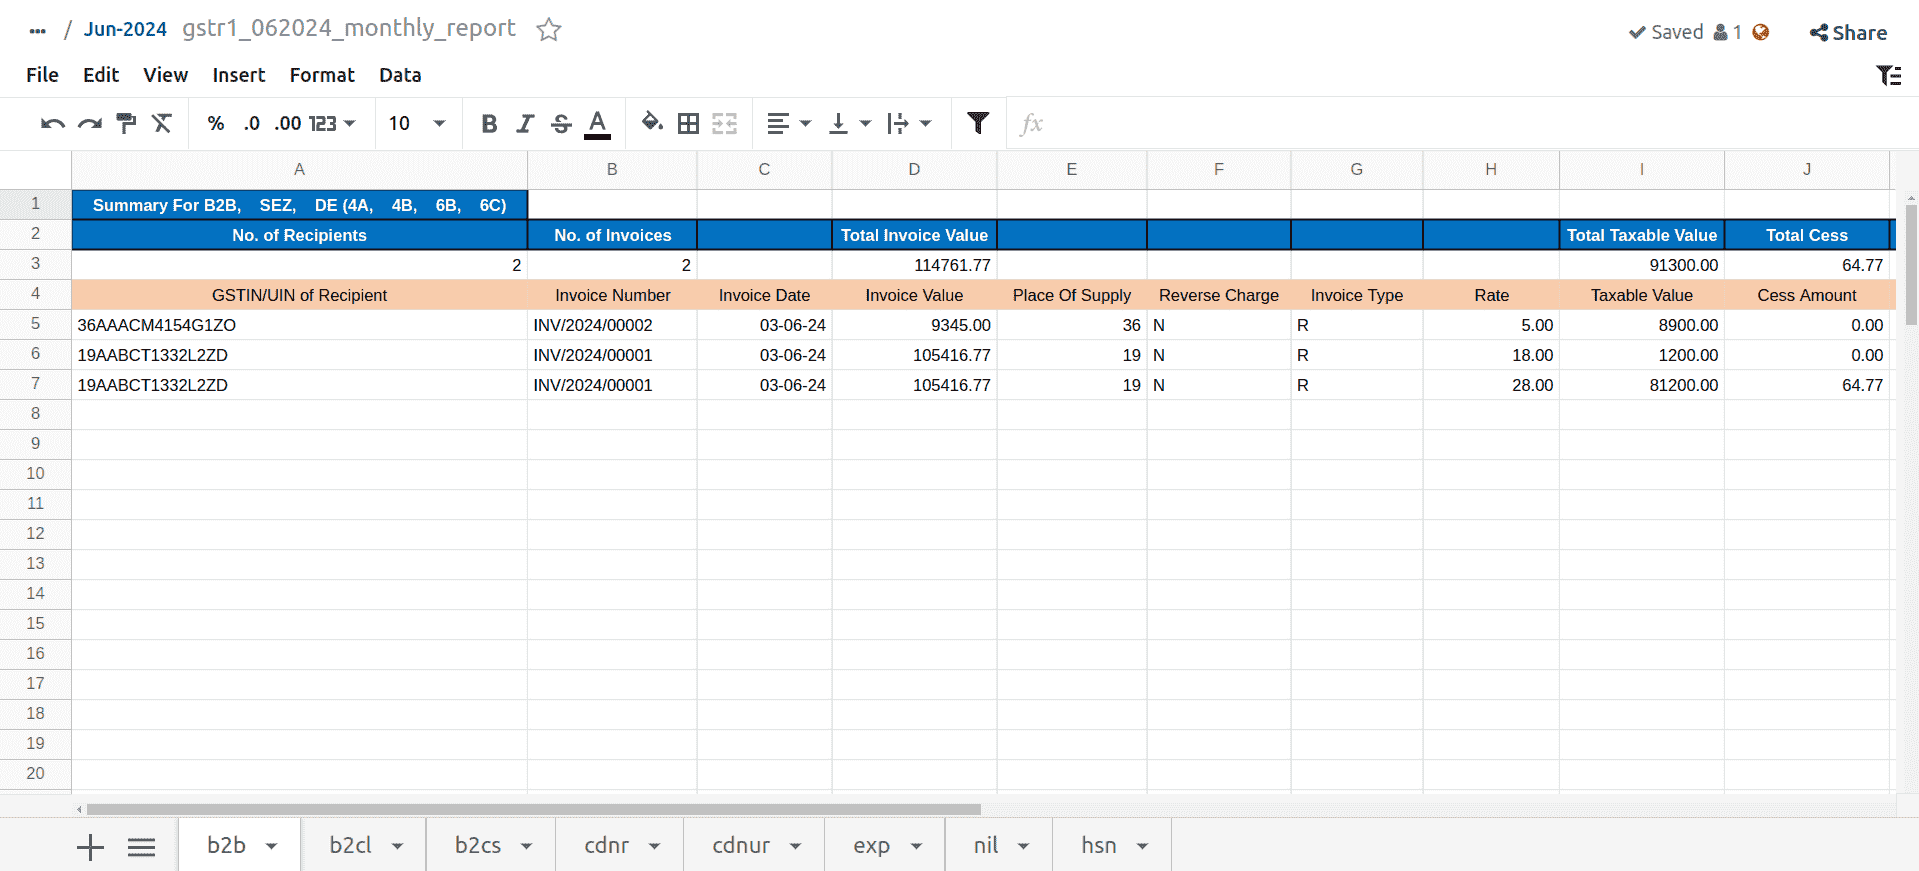 ... / Jun-2024 gstr1_062024_monthly_report Saved 1 Share
File Edit View Insert Format Data
% .0 .00 123 10 B I S A fx
A B C D E F G H I J
1 Summary For B2B, SEZ, DE (4A, 4B, 6B, 6C)
2 No. of Recipients No. of Invoices Total Invoice Value Total Taxable Value Total Cess
3 2 2 114761.77 91300.00 64.77
4 GSTIN/UIN of Recipient Invoice Number Invoice Date Invoice Value Place Of Supply Reverse Charge Invoice Type Rate Taxable Value Cess Amount
5 36AAACM4154G1ZO INV/2024/00002 03-06-24 9345.00 36 N R 5.00 8900.00 0.00
6 19AABCT1332L2ZD INV/2024/00001 03-06-24 105416.77 19 N R 18.00 1200.00 0.00
7 19AABCT1332L2ZD INV/2024/00001 03-06-24 105416.77 19 N R 28.00 81200.00 64.77
8
9
10
11
12
13
14
15
16
17
18
19
20
b2b b2cl b2cs cdnr cdnur exp nil hsn